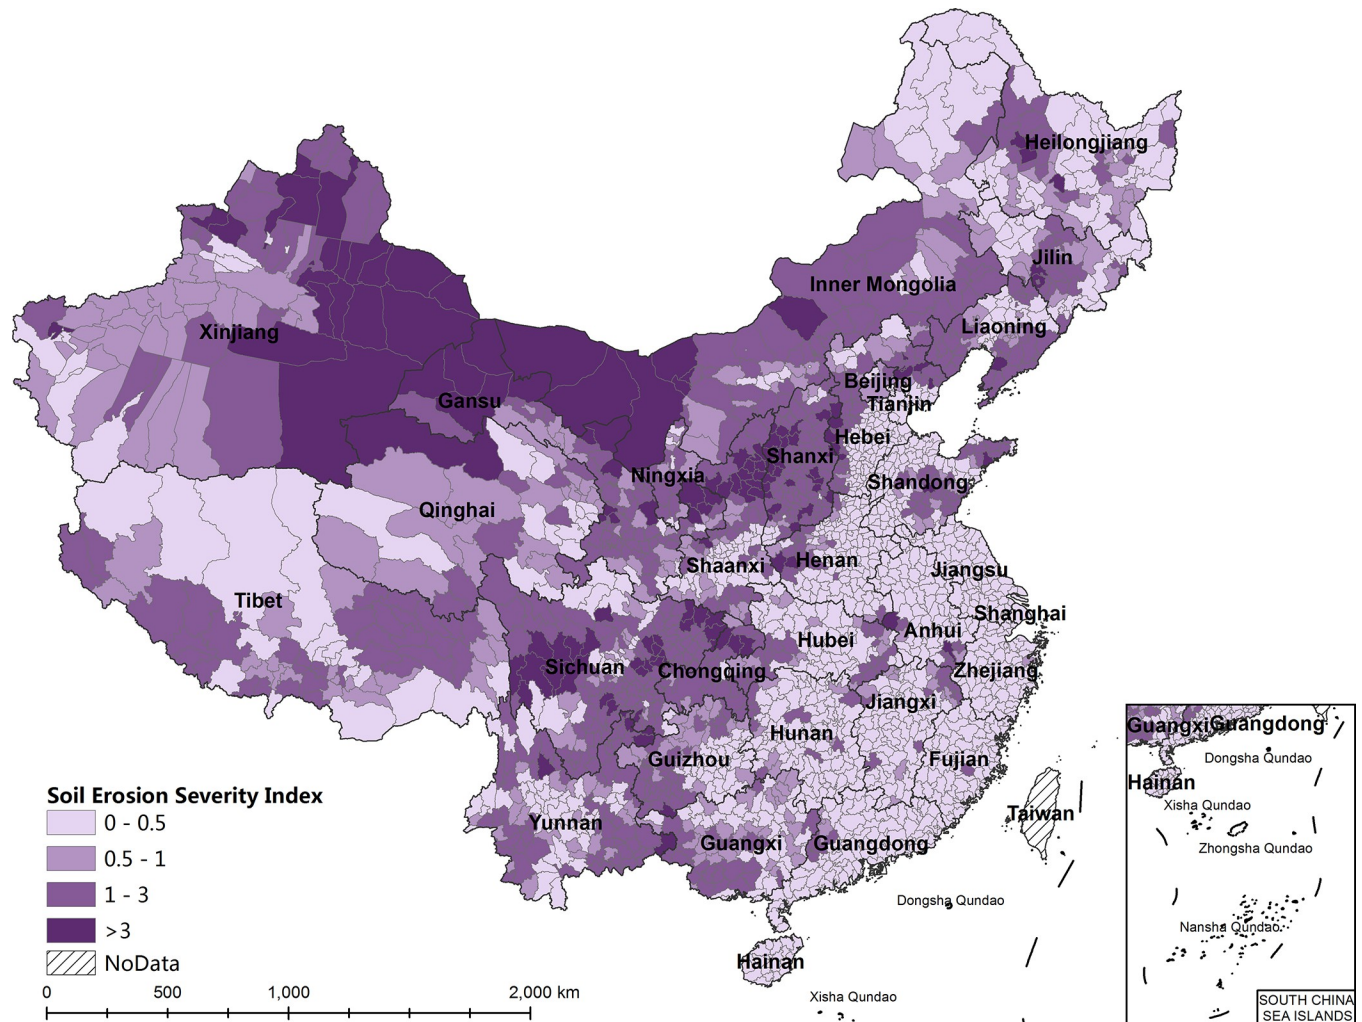 Heilongjiang
Jilin
Inner Mongolia
Liaoning
Xinjiang
Beijing
Tianjin
Gansu
Hebei
Shanxi
Ningxia
Shandong
Qinghai
Shaanxi
Henan
Jiangsu
Tibet
Shanghai
Anhui
Hubei
Sichuan
Chongqing
Zhejiang
Jiangxi
Hunan
Guizhou
Fujian
Taiwan
Yunnan
Guangxi
Guangdong
Dongsha Qundao
Hainan
Xisha Qundao
Soil Erosion Severity Index
0 - 0.5
0.5 - 1
1 - 3
>3
NoData
0 500 1,000 2,000 km
Guangxi Guangdong
Dongsha Qundao
Hainan
Xisha Qundao
Zhongsha Qundao
Nansha Qundao
SOUTH CHINA
SEA ISLANDS